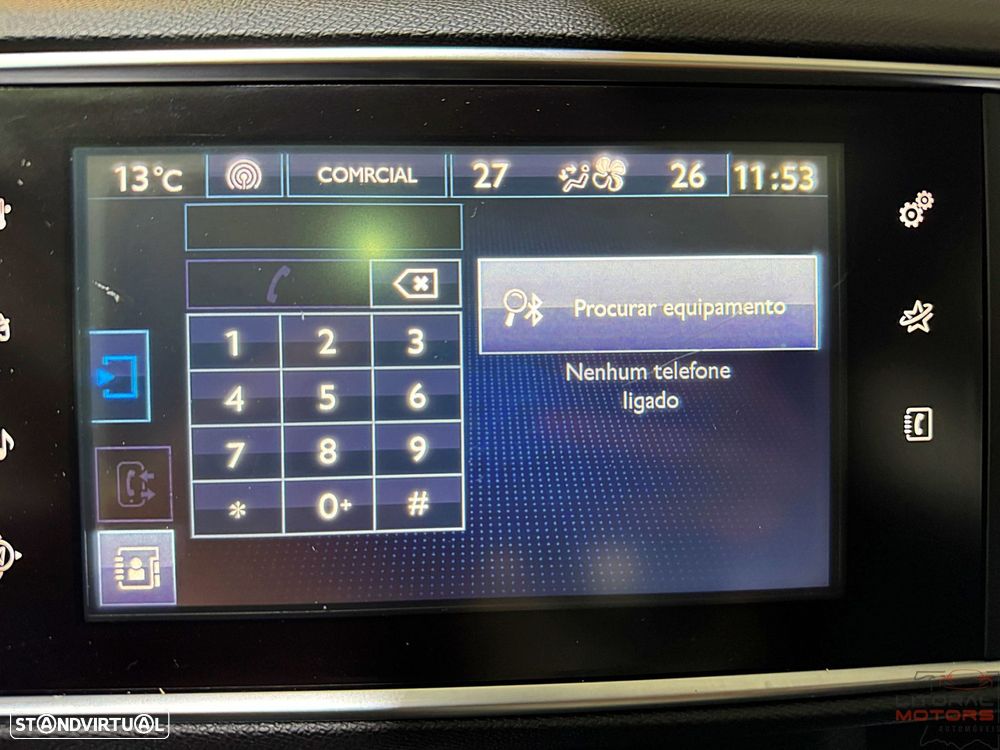 13°C COMRCIAL 27 26 11:53
Procurar equipamento
Nenhum telefone
ligado
1 2 3
4 5 6
7 8 9
* 0+ #
STANDVIRTUAL
MOTORS